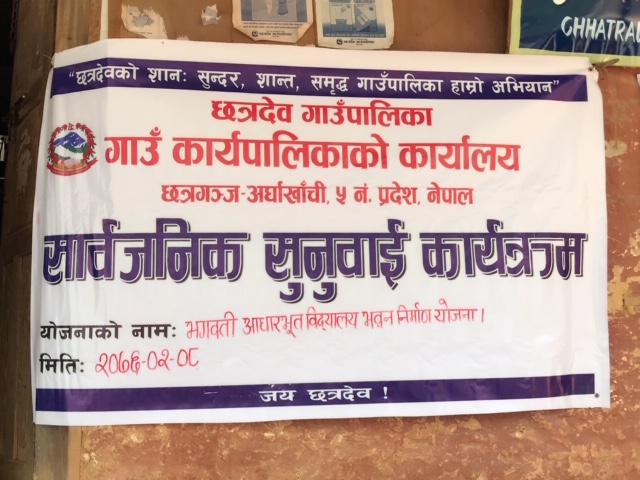 CHHATRA
"छत्रदेवको शानः सुन्दर, शान्त, समृद्ध गाउँपालिका हाम्रो अभियान"
छत्रदेव गाउँपालिका
गाउँ कार्यपालिकाको कार्यालय
छत्रगञ्ज-अर्घाखाँची, ५ नं. प्रदेश, नेपाल
सार्वजनिक सुनुवाई कार्यक्रम
योजनाको नामः भगवती आधारभूत विद्यालय भवन निर्माण योजना।
मितिः २०७६-०२-०८
जय छत्रदेव !